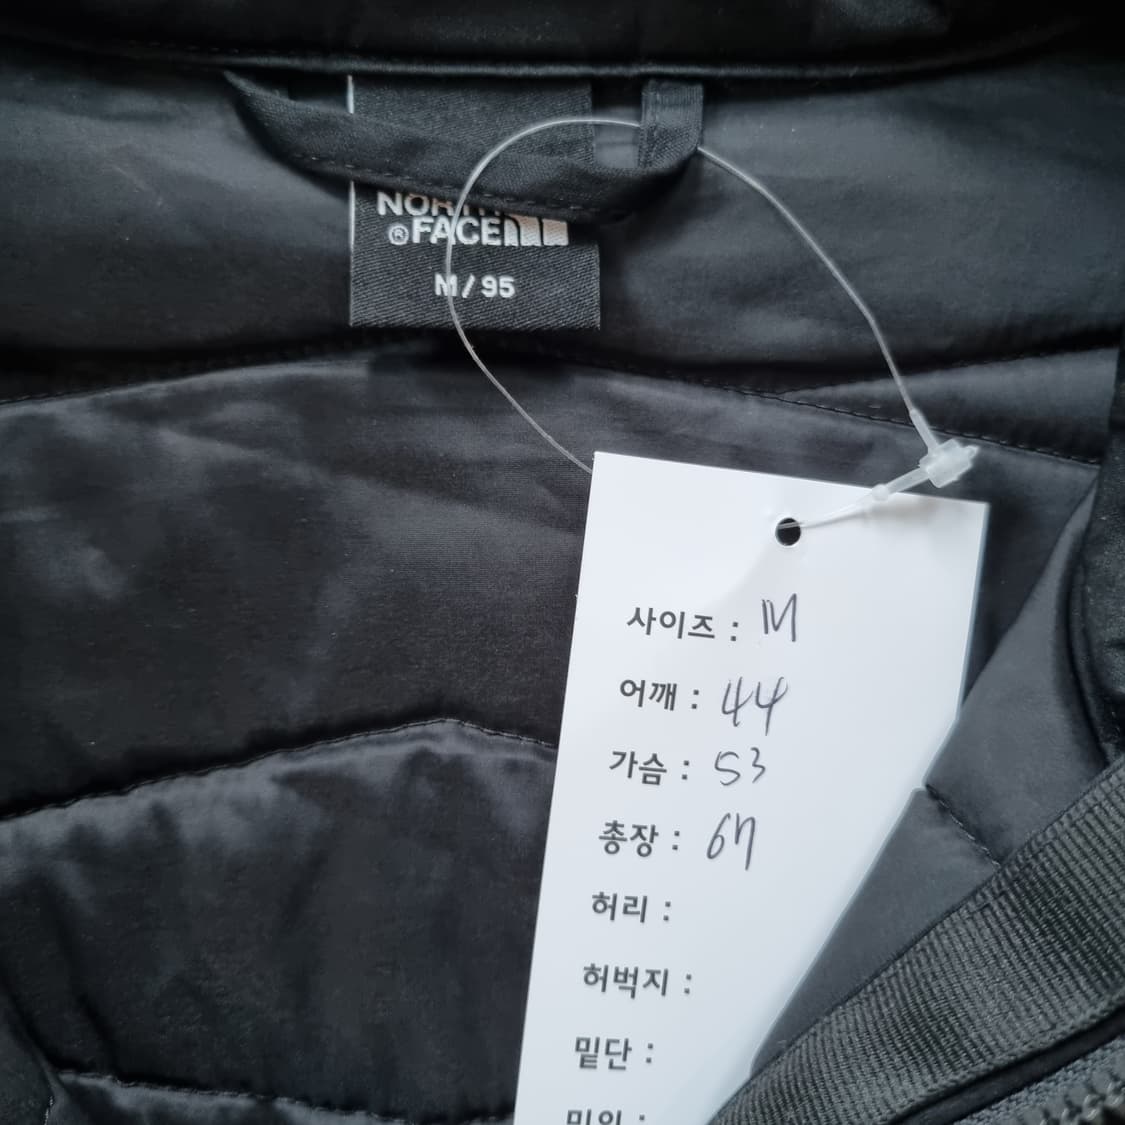 NORTH
®FACE
M/95
사이즈 : M
어깨 : 44
가슴 : 53
총장 : 67
허리 :
허벅지 :
밑단 :